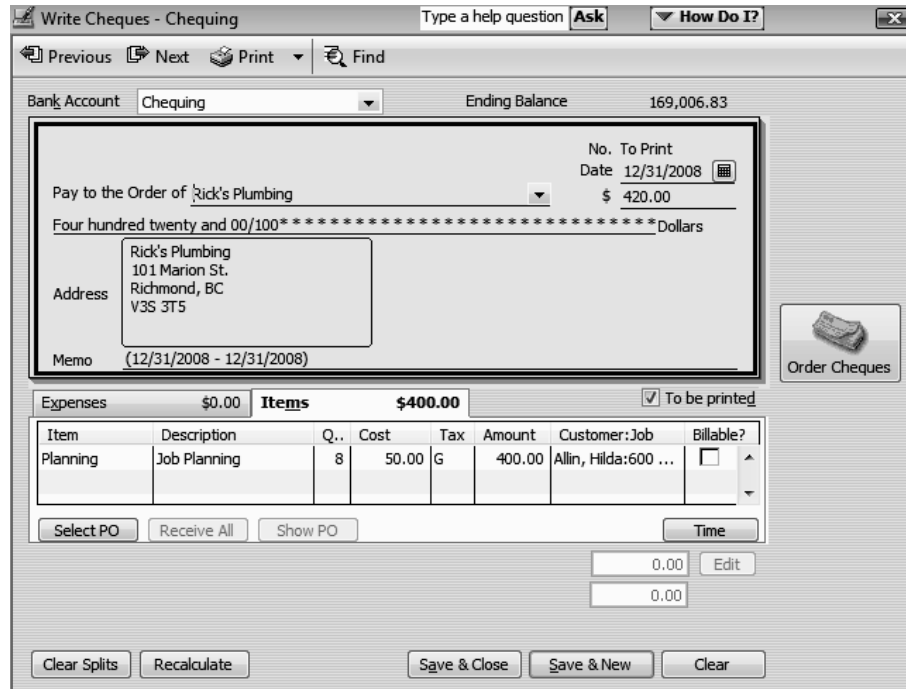 Write Cheques - Chequing Type a help question Ask How Do I?
Previous Next Print Find
Bank Account Chequing Ending Balance 169,006.83
No. To Print
Date 12/31/2008
Pay to the Order of Rick's Plumbing $ 420.00
Four hundred twenty and 00/100* * * * * * * * * * * * * * * * * * * * * * * * * * * * * * Dollars
Rick's Plumbing
101 Marion St.
Address Richmond, BC
V3S 3T5
Memo (12/31/2008 - 12/31/2008)
Order Cheques
Expenses $0.00 Items $400.00 To be printed
Item Description Q.. Cost Tax Amount Customer:Job Billable?
Planning Job Planning 8 50.00 G 400.00 Allin, Hilda:600 ...
Select PO Receive All Show PO Time
0.00 Edit
0.00
Clear Splits Recalculate Save & Close Save & New Clear